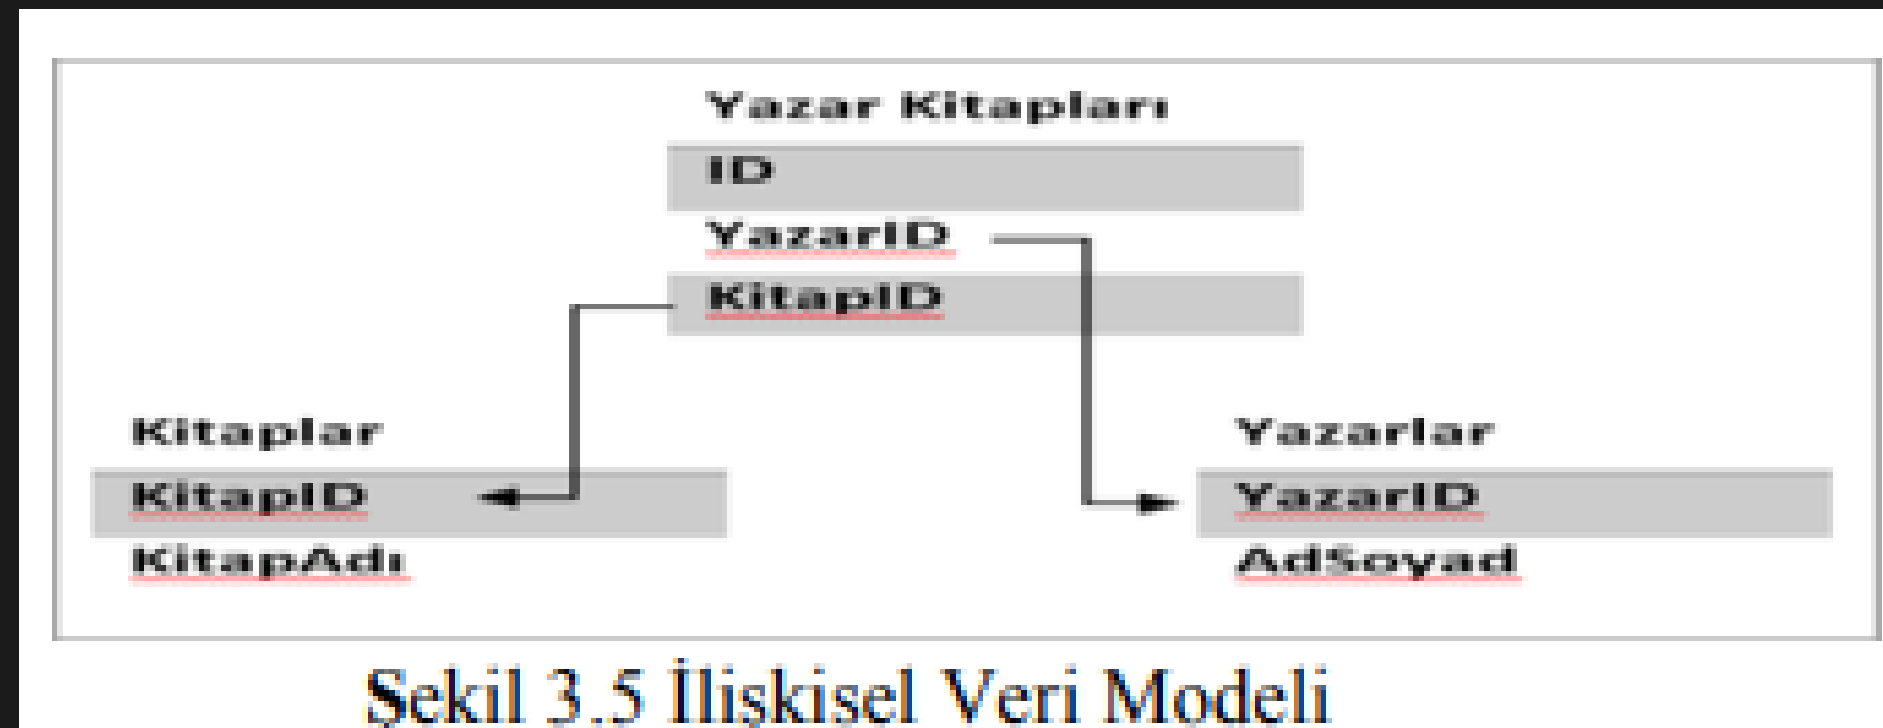 Yazar Kitapları
ID
YazarID
KitapID
Kitaplar
KitapID
KitapAdı
Yazarlar
YazarID
AdSoyad
Şekil 3.5 İlişkisel Veri Modeli